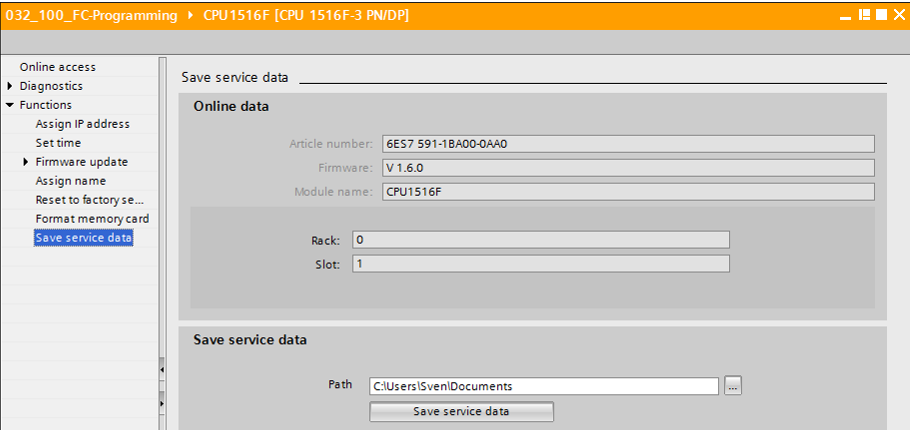 032_100_FC-Programming ▸ CPU1516F [CPU 1516F-3 PN/DP]
Online access
Diagnostics
Functions
Assign IP address
Set time
Firmware update
Assign name
Reset to factory se...
Format memory card
Save service data
Save service data
Online data
Article number: 6ES7 591-1BA00-0AA0
Firmware: V 1.6.0
Module name: CPU1516F
Rack: 0
Slot: 1
Save service data
Path C:\Users\Sven\Documents ...
Save service data